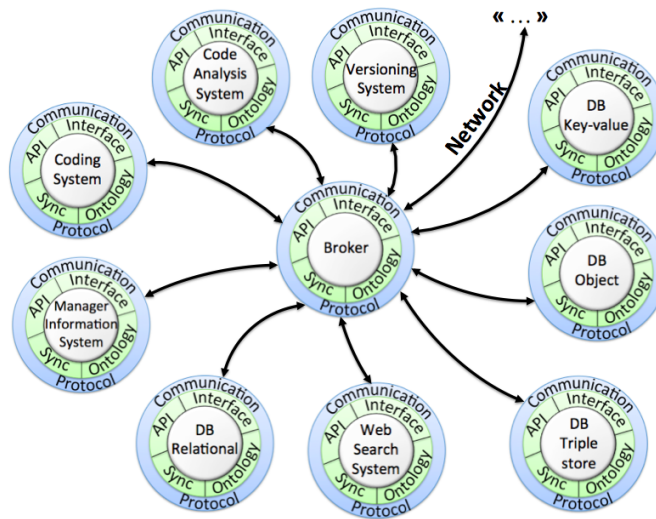 « ... »
Network
Communication
API
Interface
Code
Analysis
System
Sync
Ontology
Protocol
Communication
API
Interface
Versioning
System
Sync
Ontology
Protocol
Communication
API
Interface
DB
Key-value
Sync
Ontology
Protocol
Communication
API
Interface
Coding
System
Sync
Ontology
Protocol
Communication
API
Interface
Broker
Sync
Ontology
Protocol
Communication
API
Interface
DB
Object
Sync
Ontology
Protocol
Communication
API
Interface
Manager
Information
System
Sync
Ontology
Protocol
Communication
API
Interface
DB
Relational
Sync
Ontology
Protocol
Communication
API
Interface
Web
Search
System
Sync
Ontology
Protocol
Communication
API
Interface
DB
Triple
store
Sync
Ontology
Protocol